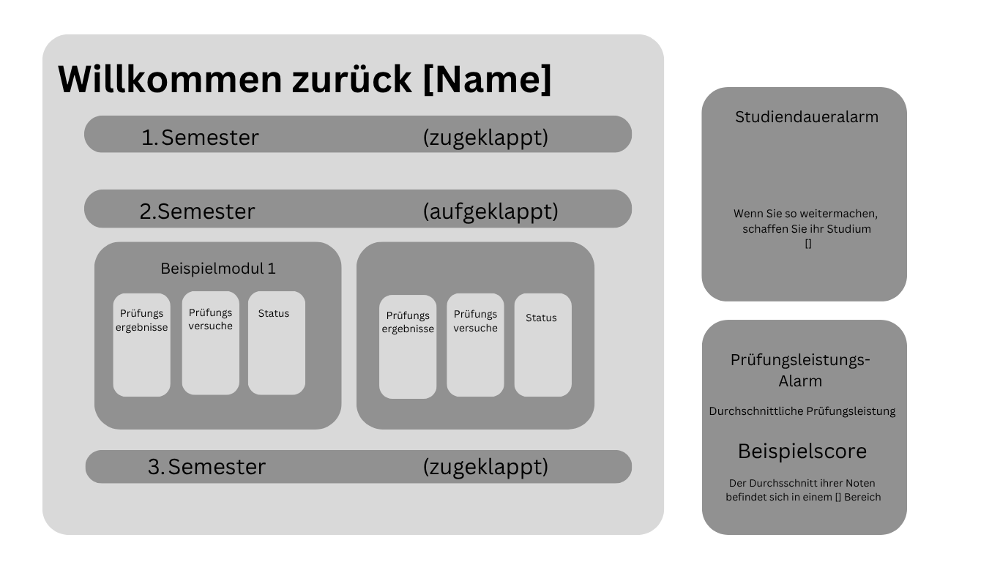 Willkommen zurück [Name]
1. Semester (zugeklappt)
2.Semester (aufgeklappt)
Beispielmodul 1
Prüfungs
ergebnisse
Prüfungs
versuche
Status
Prüfungs
ergebnisse
Prüfungs
versuche
Status
3. Semester (zugeklappt)
Studiendaueralarm
Wenn Sie so weitermachen,
schaffen Sie ihr Studium
[]
Prüfungsleistungs-
Alarm
Durchschnittliche Prüfungsleistung
Beispielscore
Der Durchsschnitt ihrer Noten
befindet sich in einem [] Bereich